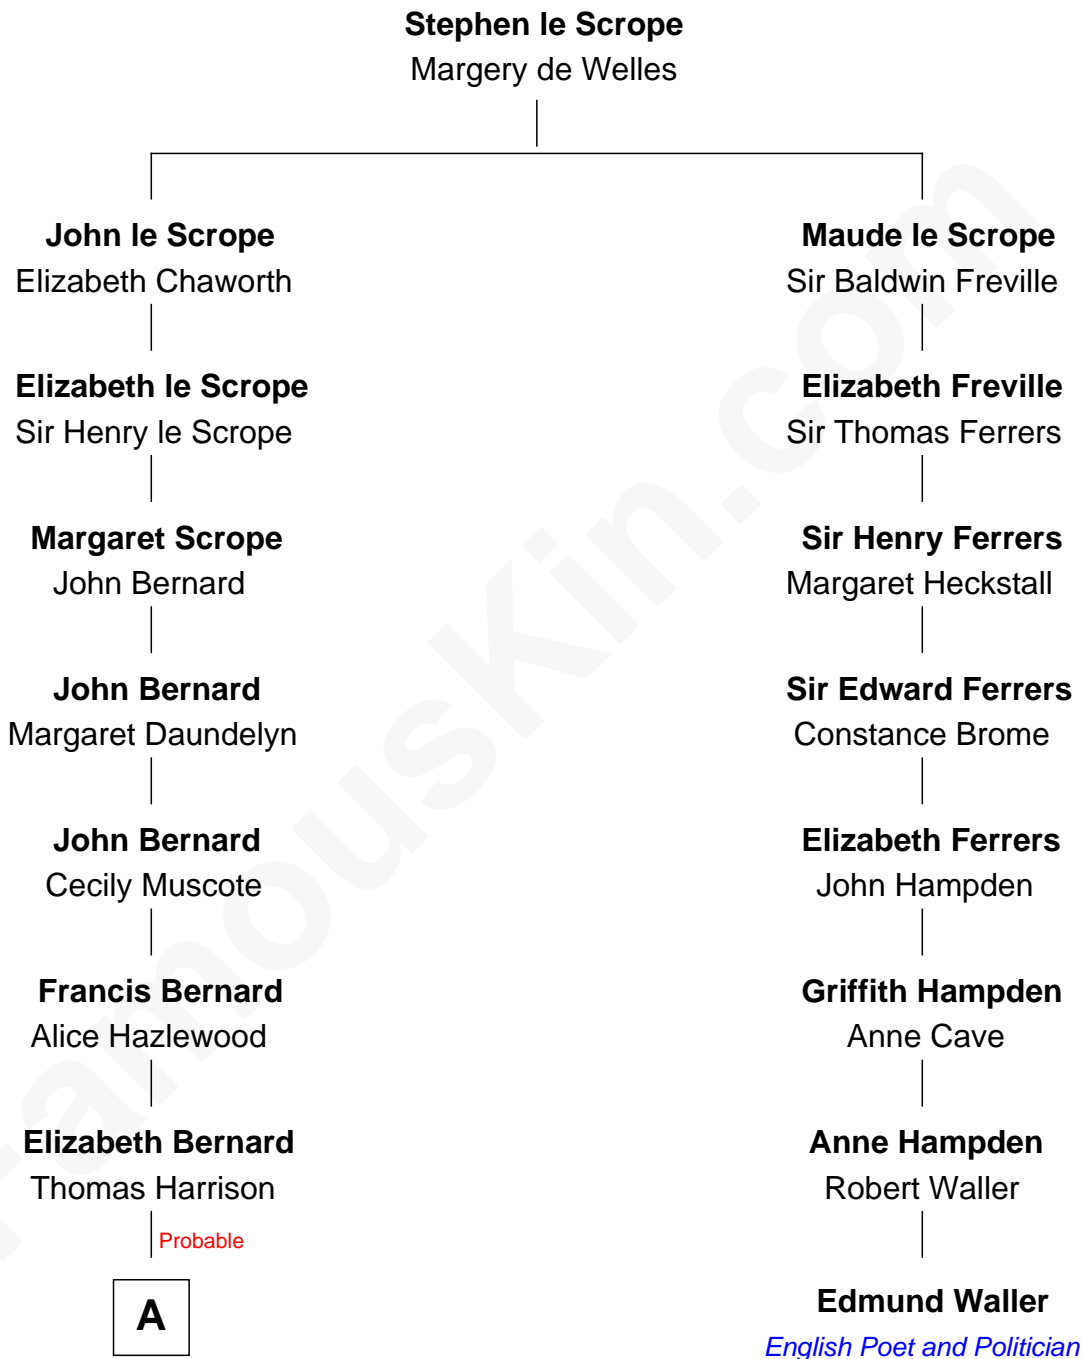 Stephen le Scrope
Margery de Welles
John le Scrope
Elizabeth Chaworth
Maude le Scrope
Sir Baldwin Freville
Elizabeth le Scrope
Sir Henry le Scrope
Elizabeth Freville
Sir Thomas Ferrers
Margaret Scrope
John Bernard
Sir Henry Ferrers
Margaret Heckstall
John Bernard
Margaret Daundelyn
Sir Edward Ferrers
Constance Brome
John Bernard
Cecily Muscote
Elizabeth Ferrers
John Hampden
Francis Bernard
Alice Hazlewood
Griffith Hampden
Anne Cave
Elizabeth Bernard
Thomas Harrison
Anne Hampden
Robert Waller
Probable
A
Edmund Waller
English Poet and Politician
FamousKin.com